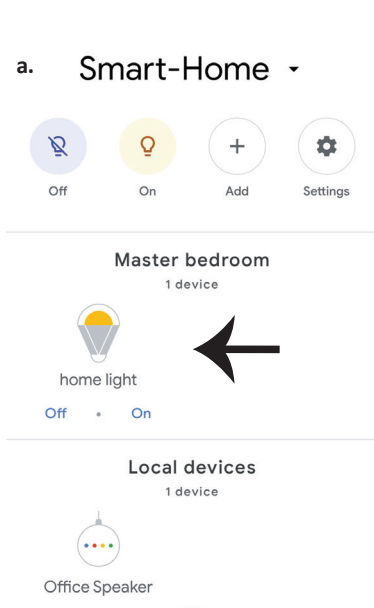 a. Smart-Home
Off On Add Settings
Master bedroom
1 device
home light
Off • On
Local devices
1 device
Office Speaker